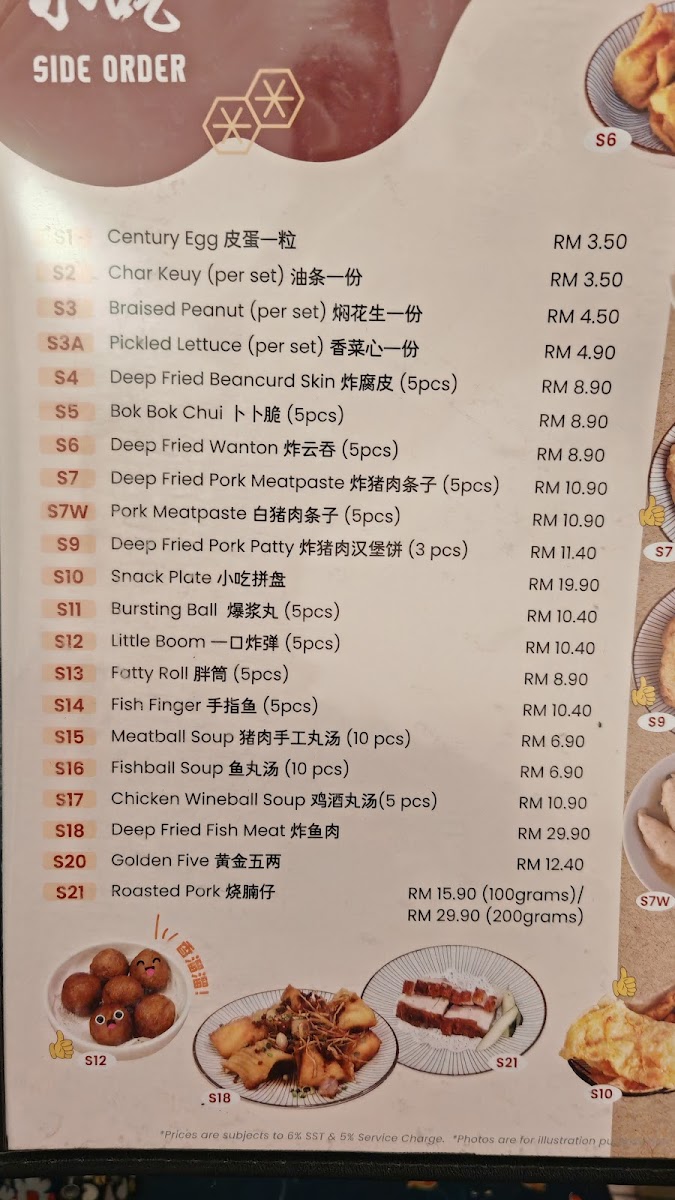 小吃
SIDE ORDER
S6
S1 Century Egg 皮蛋一粒 RM 3.50
S2 Char Keuy (per set) 油条一份 RM 3.50
S3 Braised Peanut (per set) 焖花生一份 RM 4.50
S3A Pickled Lettuce (per set) 香菜心一份 RM 4.90
S4 Deep Fried Beancurd Skin 炸腐皮 (5pcs) RM 8.90
S5 Bok Bok Chui 卜卜脆 (5pcs) RM 8.90
S6 Deep Fried Wanton 炸云吞 (5pcs) RM 8.90
S7 Deep Fried Pork Meatpaste 炸猪肉条子 (5pcs) RM 10.90
S7W Pork Meatpaste 白猪肉条子 (5pcs) RM 10.90
S9 Deep Fried Pork Patty 炸猪肉汉堡饼 (3 pcs) RM 11.40
S10 Snack Plate 小吃拼盘 RM 19.90
S11 Bursting Ball 爆浆丸 (5pcs) RM 10.40
S12 Little Boom 一口炸弹 (5pcs) RM 10.40
S13 Fatty Roll 胖筒 (5pcs) RM 8.90
S14 Fish Finger 手指鱼 (5pcs) RM 10.40
S15 Meatball Soup 猪肉手工丸汤 (10 pcs) RM 6.90
S16 Fishball Soup 鱼丸汤 (10 pcs) RM 6.90
S17 Chicken Wineball Soup 鸡酒丸汤(5 pcs) RM 10.90
S18 Deep Fried Fish Meat 炸鱼肉 RM 29.90
S20 Golden Five 黄金五两 RM 12.40
S21 Roasted Pork 烧腩仔 RM 15.90 (100grams)/
RM 29.90 (200grams)
S7
S9
S7W
香溜溜!
S12
S18
S21
S10
*Prices are subjects to 6% SST & 5% Service Charge. *Photos are for illustration